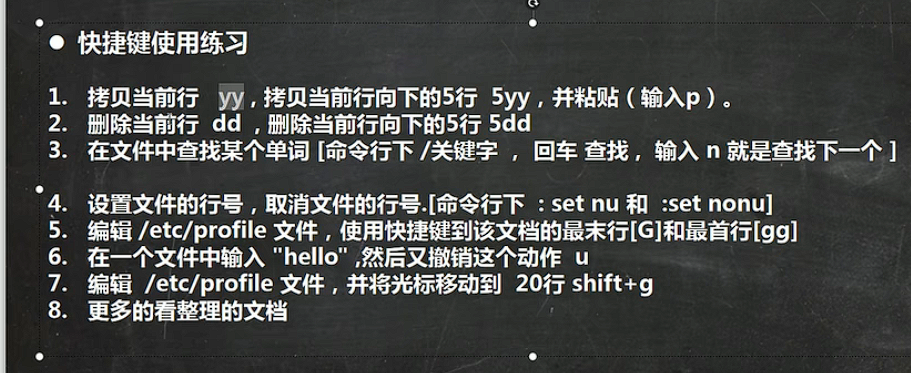 ● 快捷键使用练习
1. 拷贝当前行 yy，拷贝当前行向下的5行 5yy，并粘贴（输入p）。
2. 删除当前行 dd ，删除当前行向下的5行 5dd
3. 在文件中查找某个单词 [命令行下 /关键字 ， 回车 查找， 输入 n 就是查找下一个 ]
4. 设置文件的行号，取消文件的行号.[命令行下 : set nu 和 :set nonu]
5. 编辑 /etc/profile 文件，使用快捷键到该文档的最末行[G]和最首行[gg]
6. 在一个文件中输入 "hello" ,然后又撤销这个动作 u
7. 编辑 /etc/profile 文件，并将光标移动到 20行 shift+g
8. 更多的看整理的文档